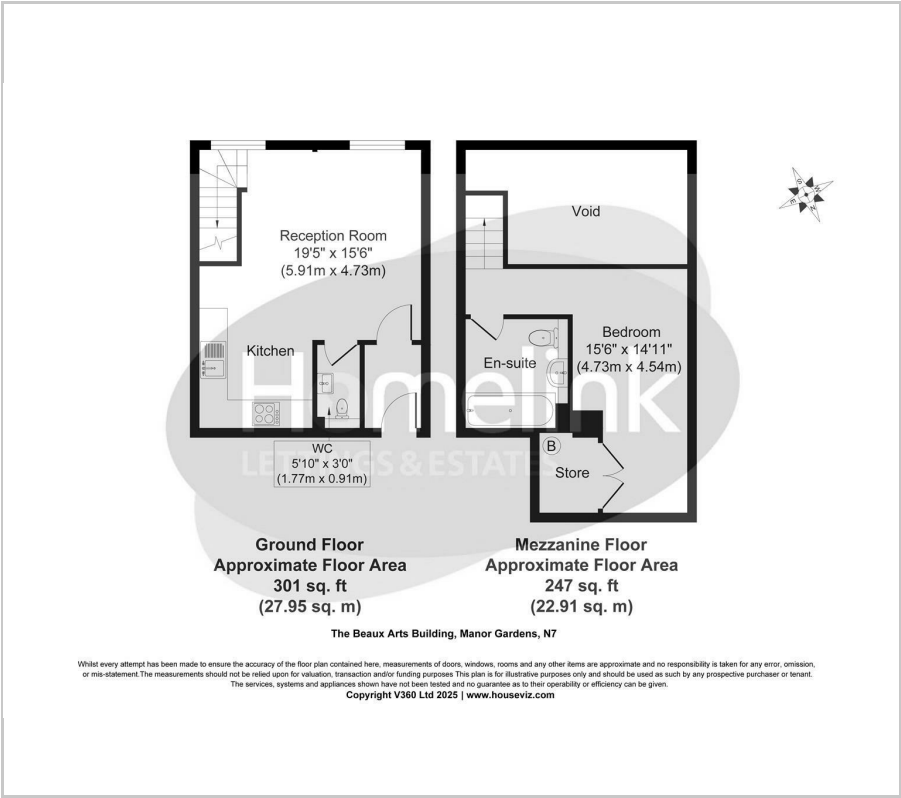 Reception Room
19'5" x 15'6"
(5.91m x 4.73m)
Kitchen
WC
5'10" x 3'0"
(1.77m x 0.91m)
Void
Bedroom
15'6" x 14'11"
(4.73m x 4.54m)
En-suite
B
Store
S
W
E
N
Homelink
LETTINGS & ESTATES
Ground Floor
Approximate Floor Area
301 sq. ft
(27.95 sq. m)
Mezzanine Floor
Approximate Floor Area
247 sq. ft
(22.91 sq. m)
The Beaux Arts Building, Manor Gardens, N7
Whilst every attempt has been made to ensure the accuracy of the floor plan contained here, measurements of doors, windows, rooms and any other items are approximate and no responsibility is taken for any error, omission,
or mis-statement.The measurements should not be relied upon for valuation, transaction and/or funding purposes This plan is for illustrative purposes only and should be used as such by any prospective purchaser or tenant.
The services, systems and appliances shown have not been tested and no guarantee as to their operability or efficiency can be given.
Copyright V360 Ltd 2025 | www.houseviz.com